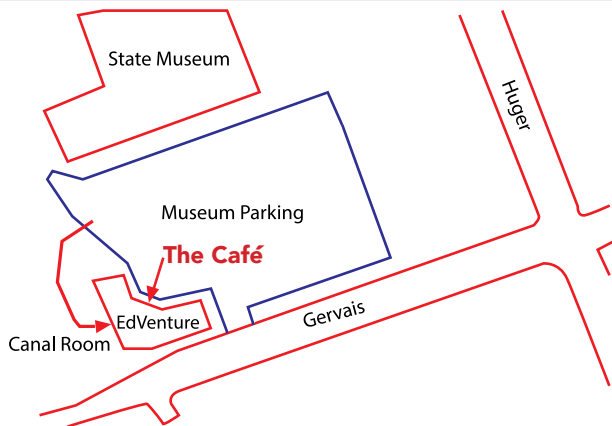 State Museum
Huger
Museum Parking
The Café
Gervais
EdVenture
Canal Room